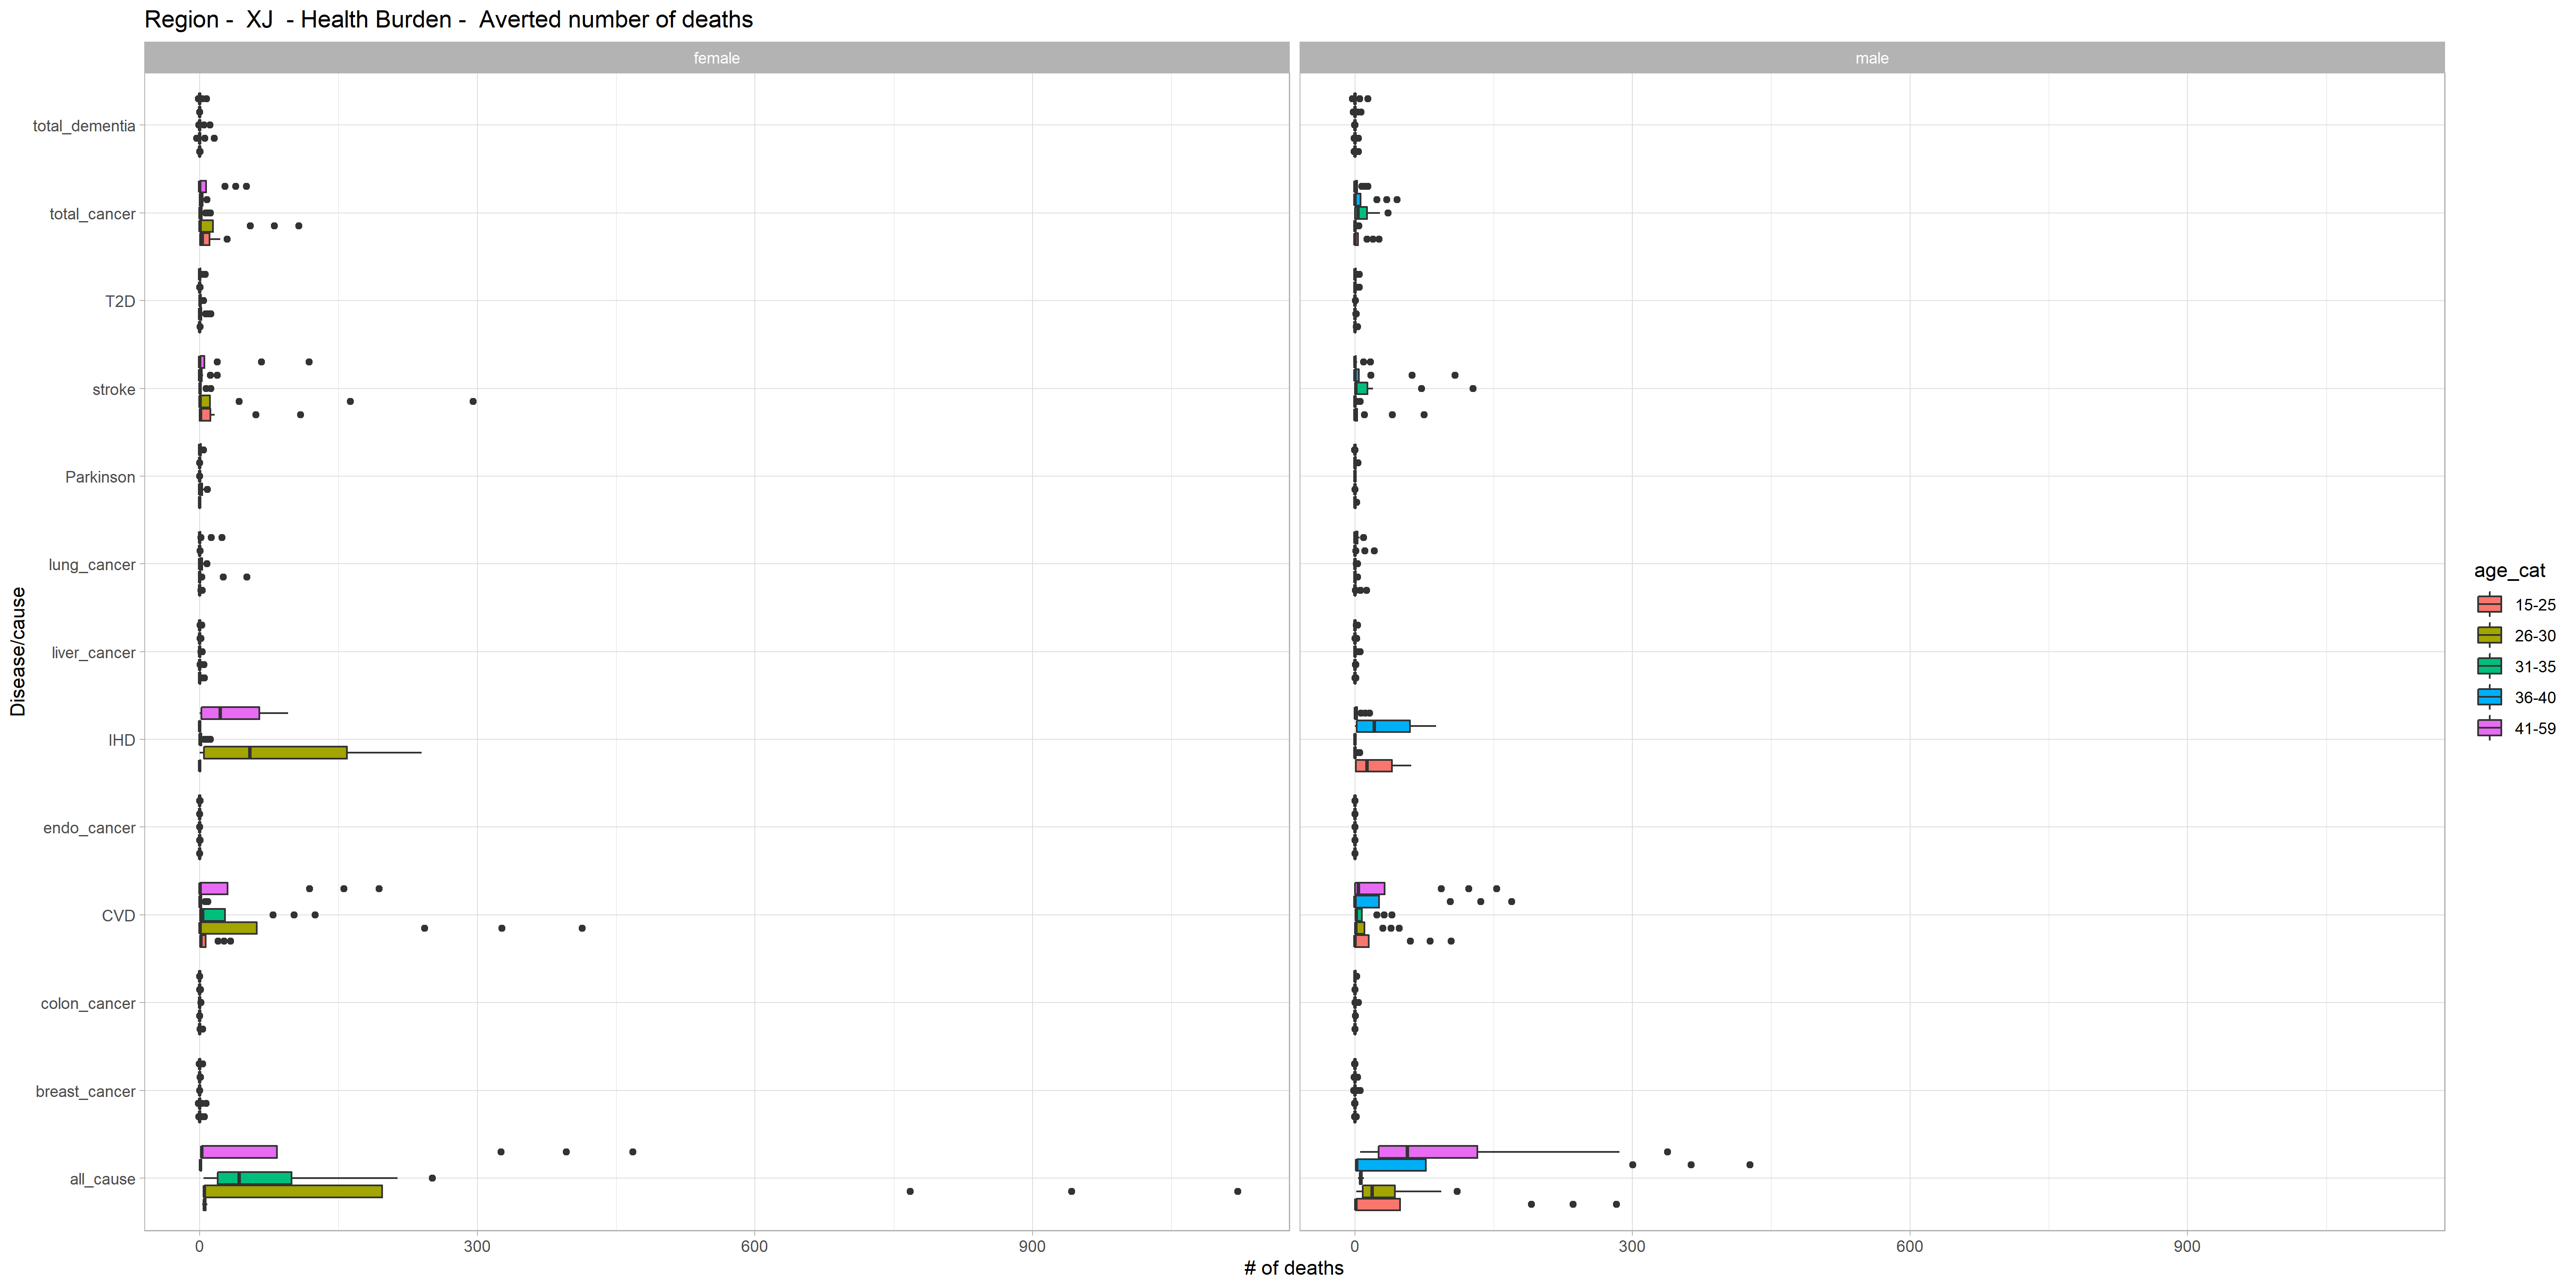 Region -  XJ  - Health Burden -  Averted number of deaths
female
male
Disease/cause
total_dementia
total_cancer
T2D
stroke
Parkinson
lung_cancer
liver_cancer
IHD
endo_cancer
CVD
colon_cancer
breast_cancer
all_cause
0
300
600
900
0
300
600
900
# of deaths
age_cat
15-25
26-30
31-35
36-40
41-59